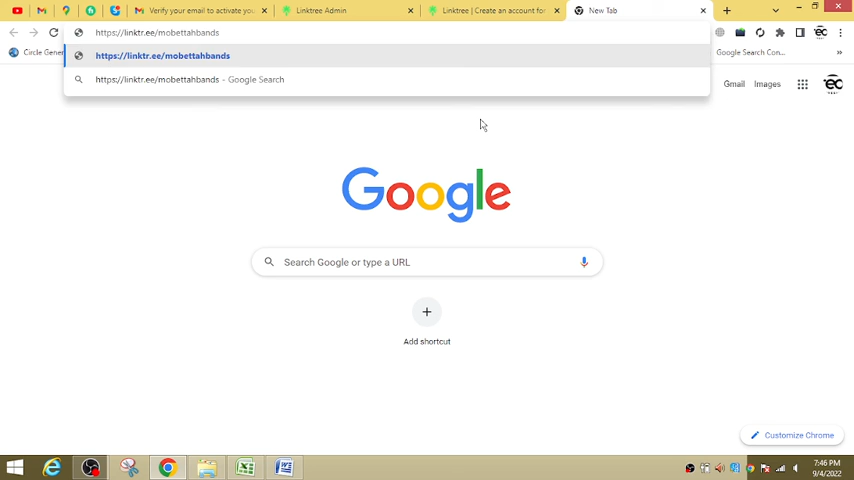 Verify your email to activate you
Linktree Admin
Linktree | Create an account for
New Tab
https://linktr.ee/mobettahbands
Circle Gener
Google Search Con...
https://linktr.ee/mobettahbands
https://linktr.ee/mobettahbands - Google Search
Gmail
Images
Google
Search Google or type a URL
Add shortcut
Customize Chrome
7:46 PM
9/4/2022